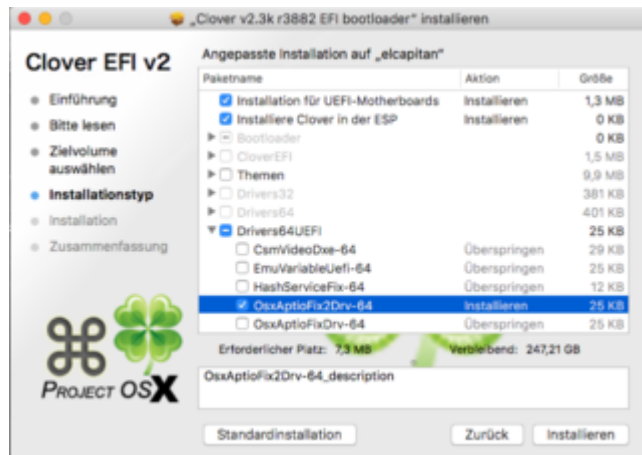 „Clover v2.3k r3882 EFI bootloader“ installieren
Clover EFI v2
Einführung
Bitte lesen
Zielvolume
auswählen
Installationstyp
Installation
Zusammenfassung
PROJECT OSX
Angepasste Installation auf „elcapitan“
Paketname Aktion Größe
Installation für UEFI-Motherboards Installieren 1,3 MB
Installiere Clover in der ESP Installieren 0 KB
Bootloader 0 KB
CloverEFI 1,5 MB
Themen 9,9 MB
Drivers32 381 KB
Drivers64 401 KB
Drivers64UEFI 25 KB
CsmVideoDxe-64 Überspringen 29 KB
EmuVariableUefi-64 Überspringen 25 KB
HashServiceFix-64 Überspringen 12 KB
OsxAptioFix2Drv-64 Installieren 25 KB
OsxAptioFixDrv-64 Überspringen 25 KB
Erforderlicher Platz: 7,3 MB Verbleibend: 247,21 GB
OsxAptioFix2Drv-64_description
Standardinstallation Zurück Installieren